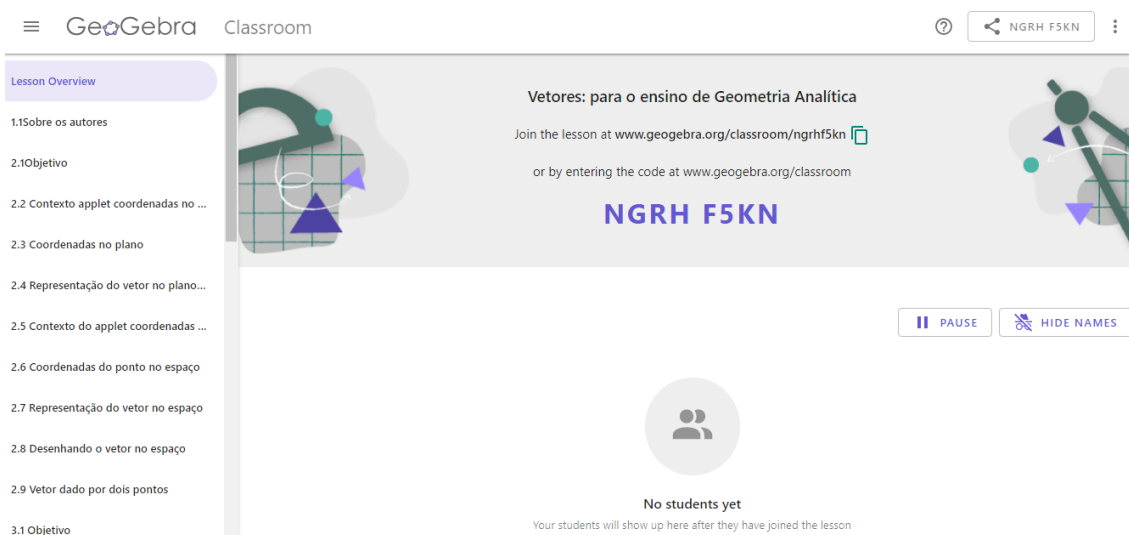 GeoGebra Classroom
NGRH F5KN
Lesson Overview
1.1Sobre os autores
2.1Objetivo
2.2 Contexto applet coordenadas no ...
2.3 Coordenadas no plano
2.4 Representação do vetor no plano...
2.5 Contexto do applet coordenadas ...
2.6 Coordenadas do ponto no espaço
2.7 Representação do vetor no espaço
2.8 Desenhando o vetor no espaço
2.9 Vetor dado por dois pontos
3.1 Objetivo
Vetores: para o ensino de Geometria Analítica
Join the lesson at www.geogebra.org/classroom/ngrhf5kn
or by entering the code at www.geogebra.org/classroom
NGRH F5KN
PAUSE
HIDE NAMES
No students yet
Your students will show up here after they have joined the lesson